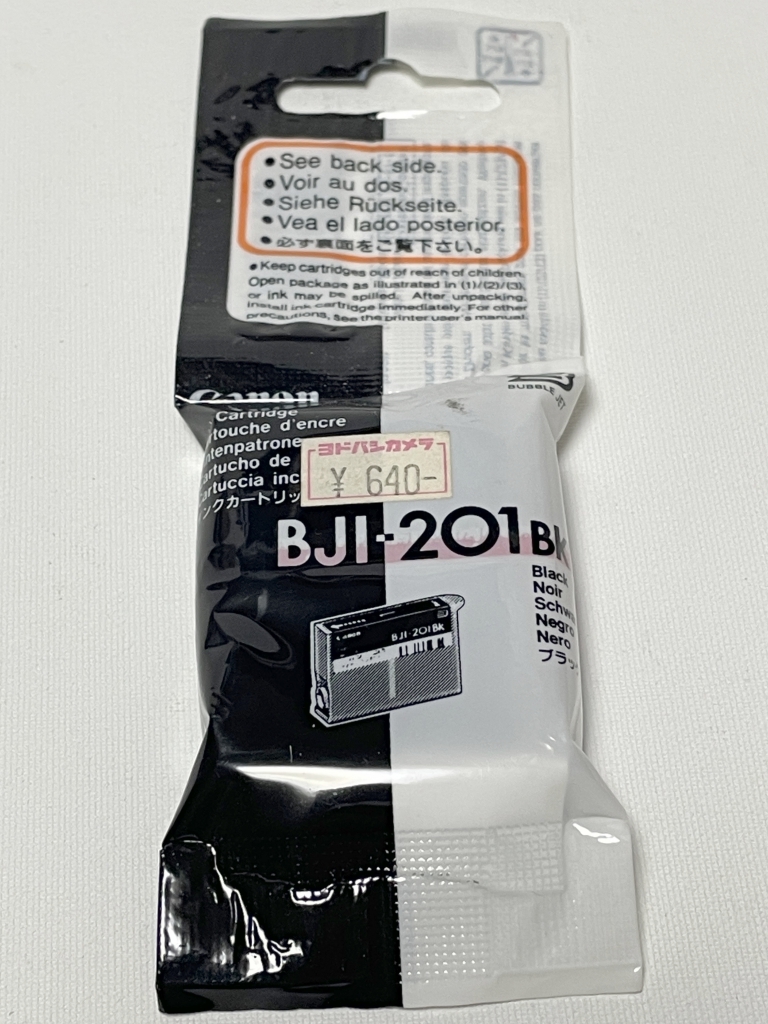 • See back side.
• Voir au dos.
• Siehe Rückseite.
• Vea el lado posterior.
• 必ず裏面をご覧下さい。
• Keep cartridges out of reach of children.
Open package as illustrated in (1)/(2)/(3),
or ink may be spilled. After unpacking,
install ink cartridge immediately. For other
precautions, see the printer user's manual.
Canon
BUBBLE JET
Cartridge
touche d'encre
ntenpatrone
artucho de
artuccia inc
ンクカートリッ
ヨドバシカメラ
¥ 640-
BJI-201BK
Black
Noir
Schw
Negro
Nero
ブラッ
Canon
BJI-201BK